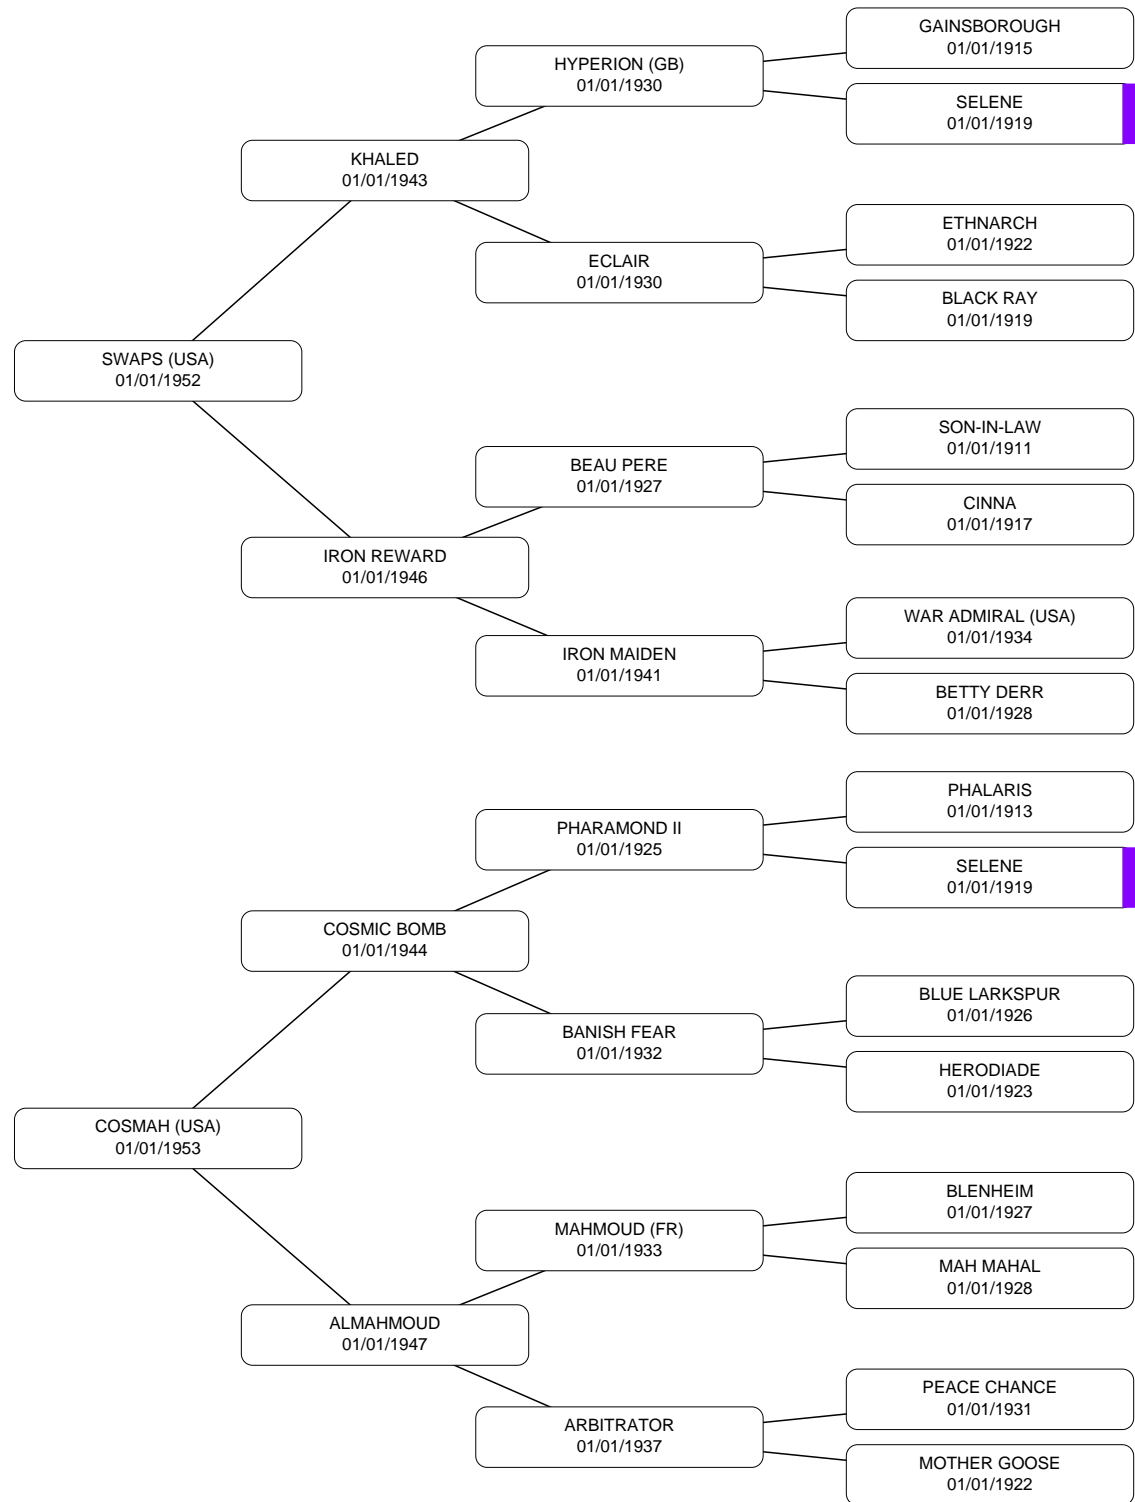 GAINSBOROUGH
01/01/1915
HYPERION (GB)
01/01/1930
SELENE
01/01/1919
KHALED
01/01/1943
ETHNARCH
01/01/1922
ECLAIR
01/01/1930
BLACK RAY
01/01/1919
SWAPS (USA)
01/01/1952
SON-IN-LAW
01/01/1911
BEAU PERE
01/01/1927
CINNA
01/01/1917
IRON REWARD
01/01/1946
WAR ADMIRAL (USA)
01/01/1934
IRON MAIDEN
01/01/1941
BETTY DERR
01/01/1928
PHALARIS
01/01/1913
PHARAMOND II
01/01/1925
SELENE
01/01/1919
COSMIC BOMB
01/01/1944
BLUE LARKSPUR
01/01/1926
BANISH FEAR
01/01/1932
HERODIADE
01/01/1923
COSMAH (USA)
01/01/1953
BLENHEIM
01/01/1927
MAHMOUD (FR)
01/01/1933
MAH MAHAL
01/01/1928
ALMAHMOUD
01/01/1947
PEACE CHANCE
01/01/1931
ARBITRATOR
01/01/1937
MOTHER GOOSE
01/01/1922